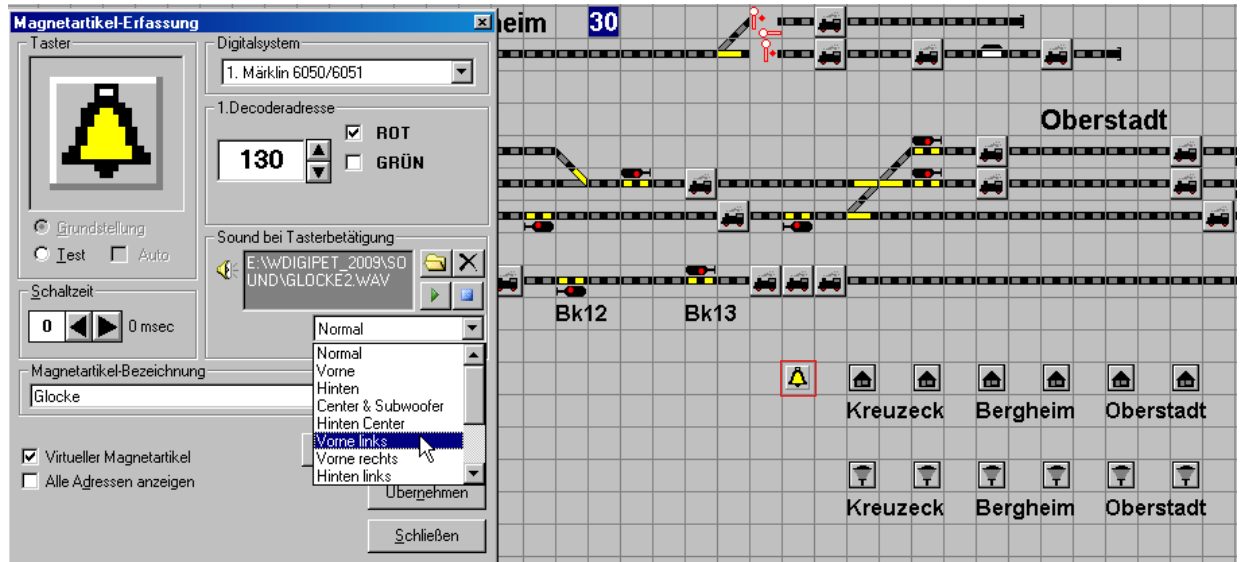 Magnetartikel-Erfassung
Taster
Grundstellung
Test
Auto
Schaltzeit
0
0 msec
Digitalsystem
1. Märklin 6050/6051
1.Decoderadresse
130
ROT
GRÜN
Sound bei Tasterbetätigung
E:\WDIGIPET_2009\SO
UND\GLOCKE2.WAV
Normal
Normal
Vorne
Hinten
Center & Subwoofer
Hinten Center
Vorne links
Vorne rechts
Hinten links
Magnetartikel-Bezeichnung
Glocke
Virtueller Magnetartikel
Alle Adressen anzeigen
Übernehmen
Schließen
heim 30
Oberstadt
Bk12 Bk13
Kreuzeck Bergheim Oberstadt
Kreuzeck Bergheim Oberstadt